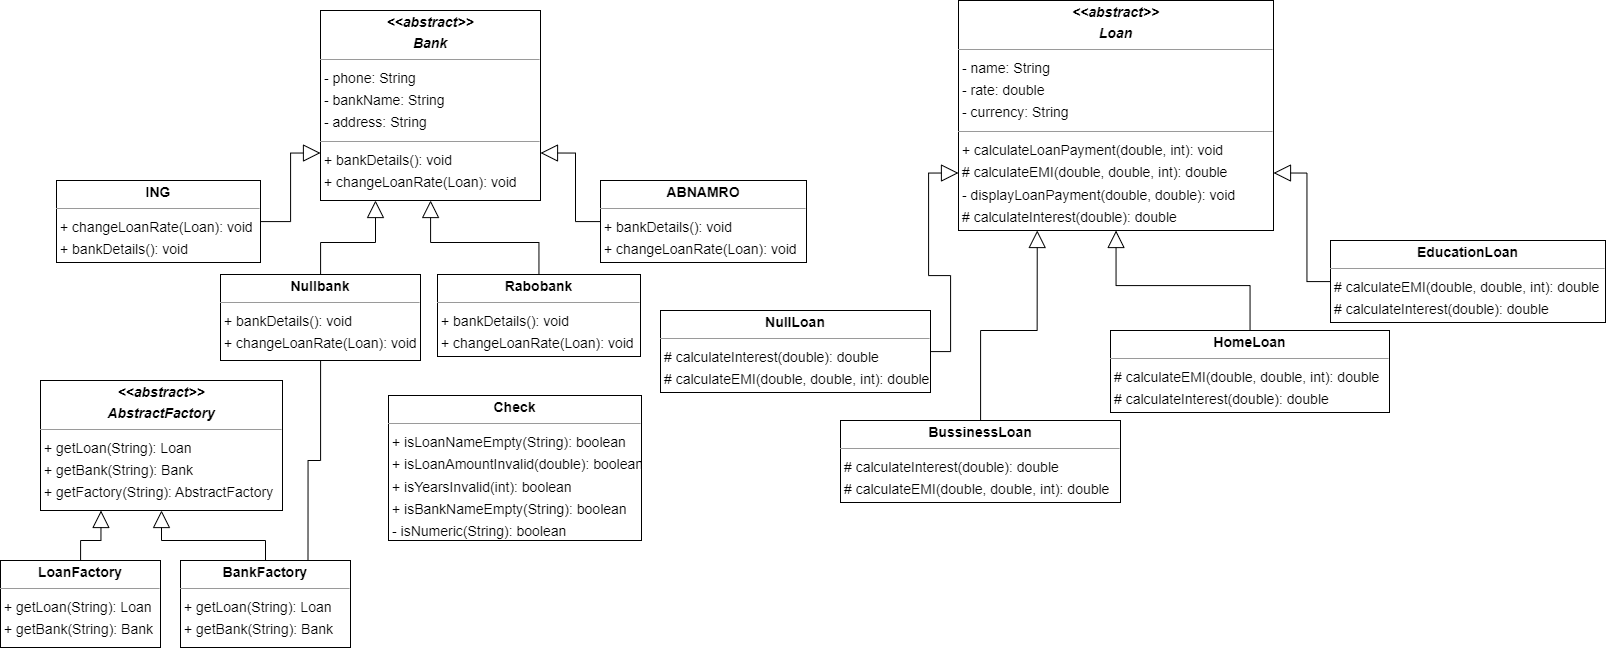 <<abstract>>
Bank
- phone: String
- bankName: String
- address: String
+ bankDetails(): void
+ changeLoanRate(Loan): void
<<abstract>>
Loan
- name: String
- rate: double
- currency: String
+ calculateLoanPayment(double, int): void
# calculateEMI(double, double, int): double
- displayLoanPayment(double, double): void
# calculateInterest(double): double
ING
+ changeLoanRate(Loan): void
+ bankDetails(): void
ABNAMRO
+ bankDetails(): void
+ changeLoanRate(Loan): void
Nullbank
+ bankDetails(): void
+ changeLoanRate(Loan): void
Rabobank
+ bankDetails(): void
+ changeLoanRate(Loan): void
EducationLoan
# calculateEMI(double, double, int): double
# calculateInterest(double): double
NullLoan
# calculateInterest(double): double
# calculateEMI(double, double, int): double
HomeLoan
# calculateEMI(double, double, int): double
# calculateInterest(double): double
BussinessLoan
# calculateInterest(double): double
# calculateEMI(double, double, int): double
<<abstract>>
AbstractFactory
+ getLoan(String): Loan
+ getBank(String): Bank
+ getFactory(String): AbstractFactory
Check
+ isLoanNameEmpty(String): boolean
+ isLoanAmountInvalid(double): boolean
+ isYearsInvalid(int): boolean
+ isBankNameEmpty(String): boolean
- isNumeric(String): boolean
LoanFactory
+ getLoan(String): Loan
+ getBank(String): Bank
BankFactory
+ getLoan(String): Loan
+ getBank(String): Bank